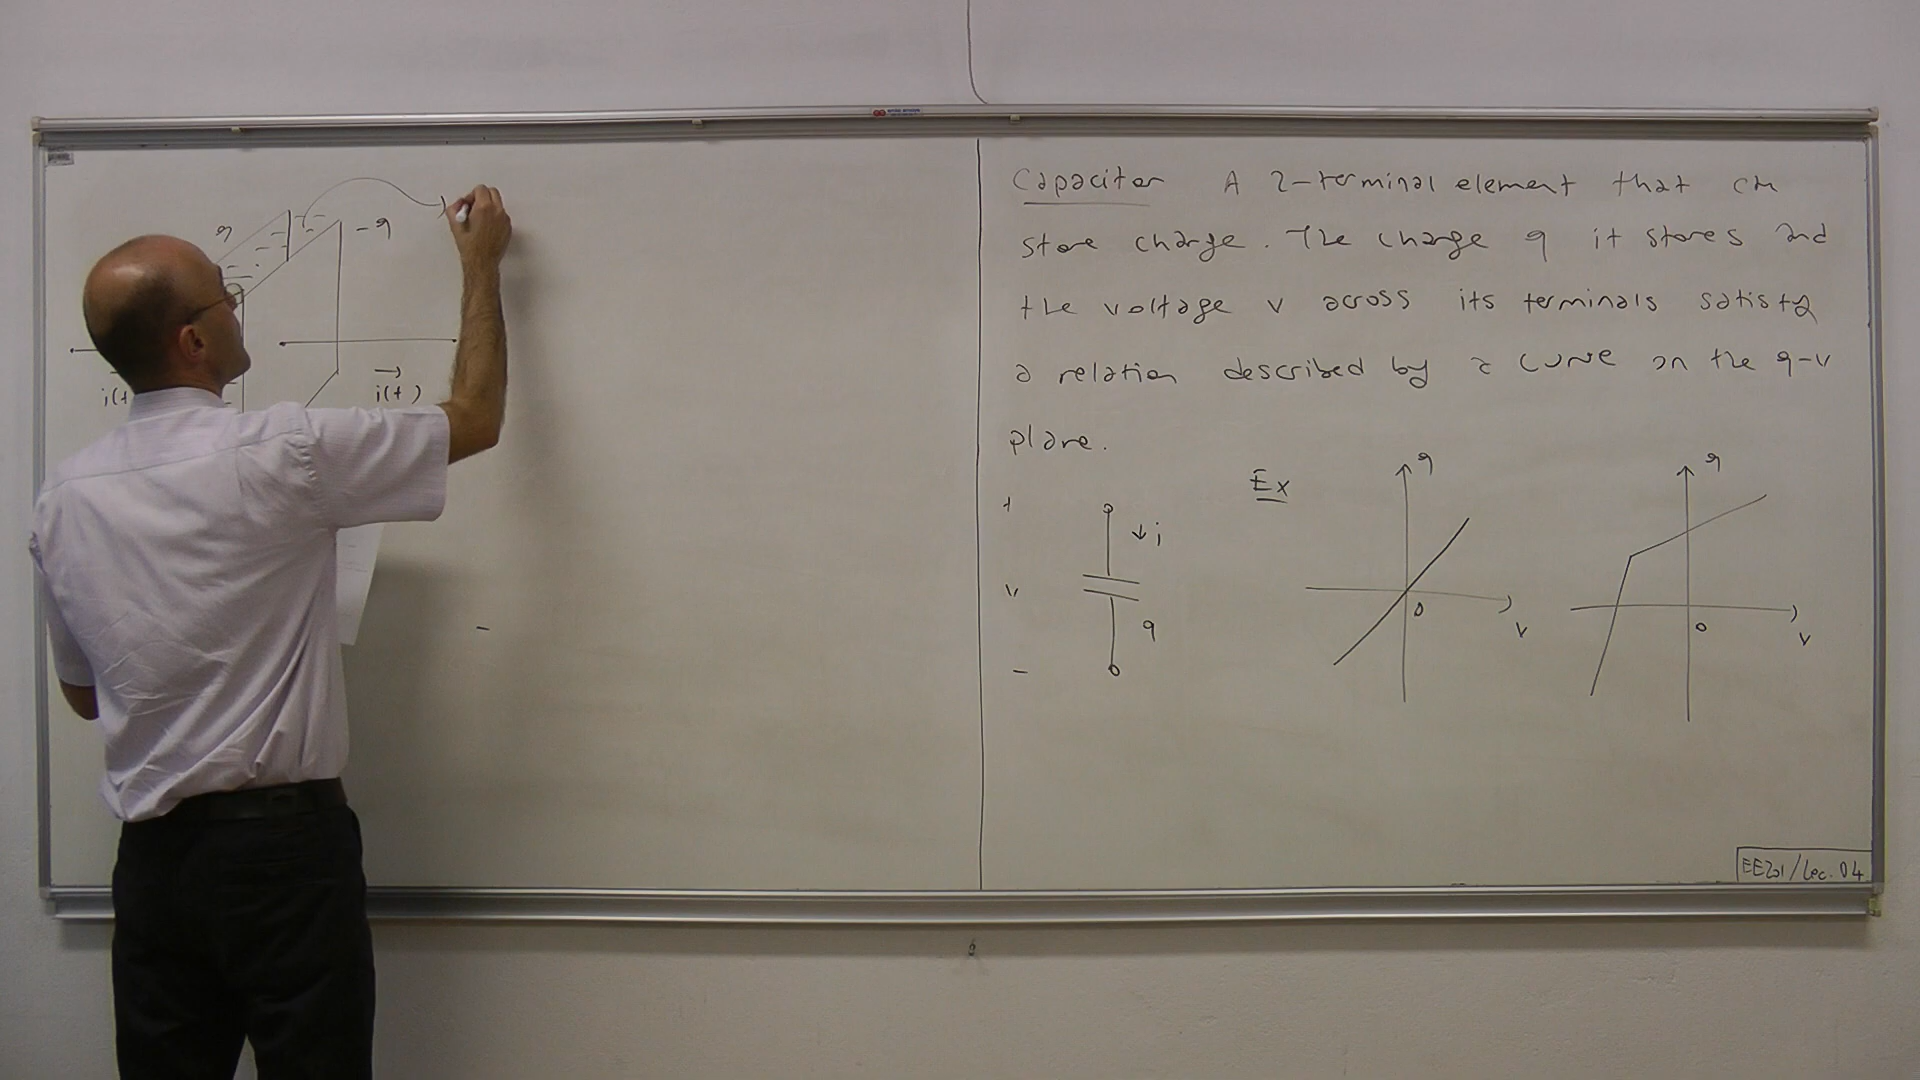 q
- q
i(t
i(t)
Capacitor A 2-terminal element that can
store charge. The charge q it stores and
the voltage v across its terminals satisfy
a relation described by a curve on the q-v
plane.
+
i
v
q
-
Ex
q
0
v
q
0
v
-
EE201/Lec. 04